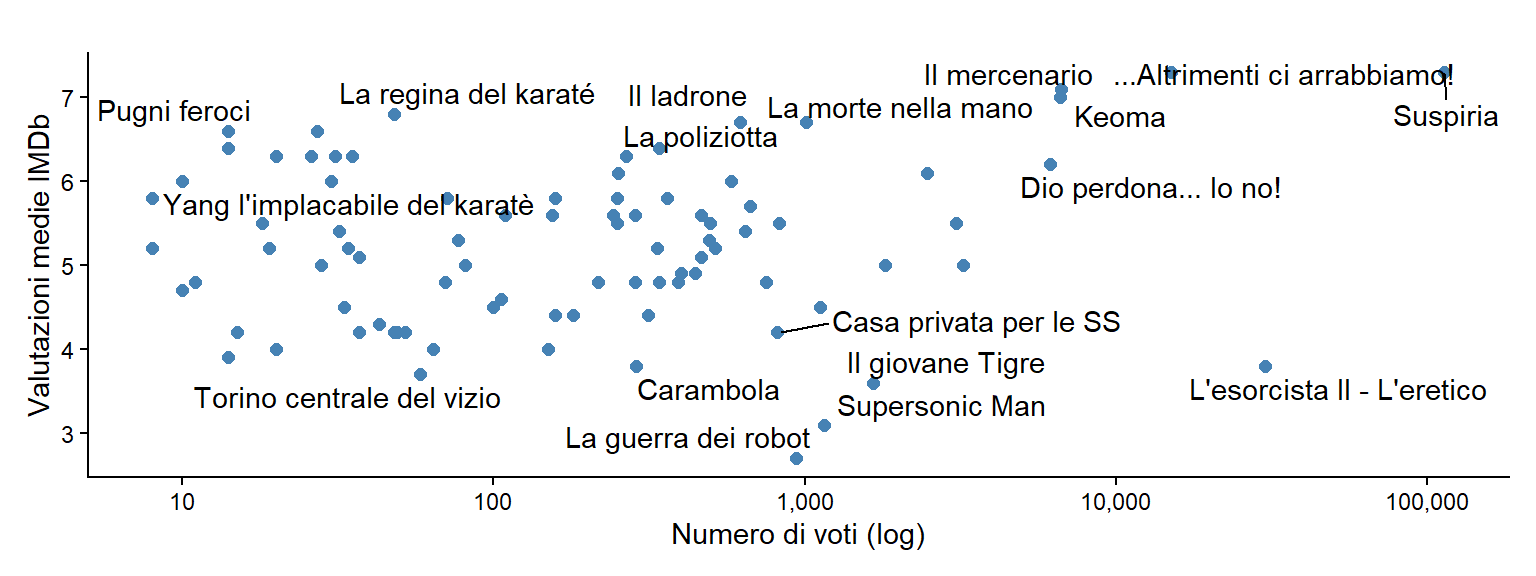 Il mercenario
...Altrimenti ci arrabbiamo!
La regina del karaté
Il ladrone
Pugni feroci
La morte nella mano
Keoma
Suspiria
La poliziotta
Dio perdona... Io no!
Yang l'implacabile del karatè
Casa privata per le SS
Il giovane Tigre
Carambola
L'esorcista II - L'eretico
Torino centrale del vizio
Supersonic Man
La guerra dei robot
Valutazioni medie IMDb
7
6
5
4
3
10
100
1,000
10,000
100,000
Numero di voti (log)